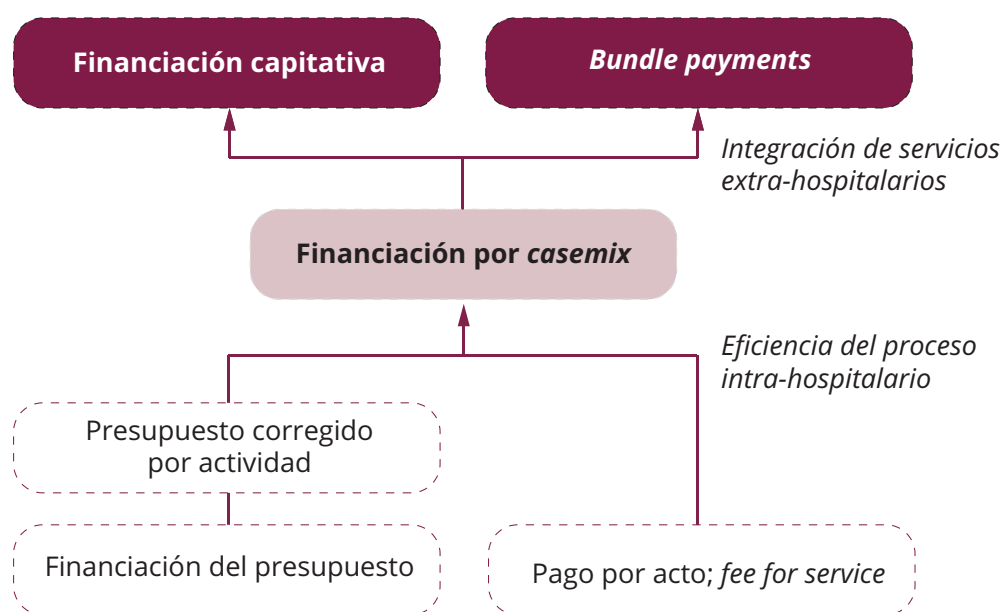 Financiación capitativa
Bundle payments
Integración de servicios
extra-hospitalarios
Financiación por casemix
Eficiencia del proceso
intra-hospitalario
Presupuesto corregido
por actividad
Financiación del presupuesto
Pago por acto; fee for service